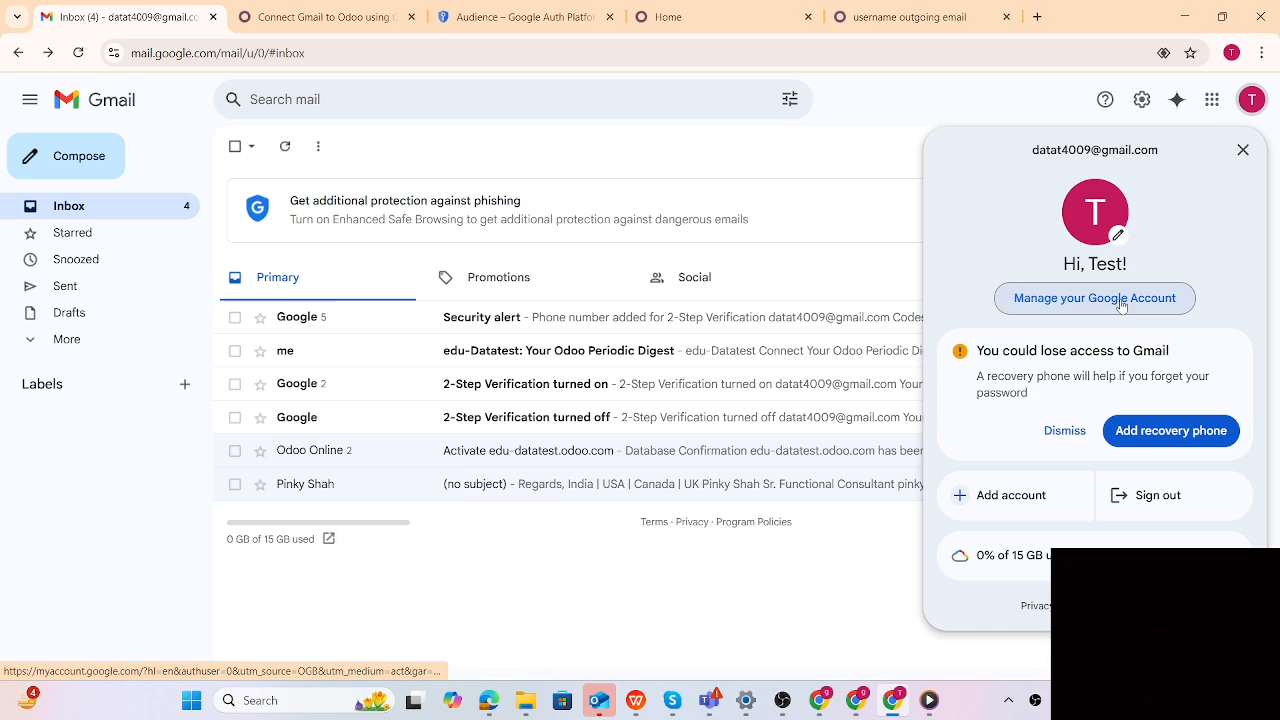 Inbox (4) - datat4009@gmail.co
Connect Gmail to Odoo using
Audience – Google Auth Platfo
Home
username outgoing email
mail.google.com/mail/u/0/#inbox
T
Gmail
Search mail
T
Compose
Inbox 4
Starred
Snoozed
Sent
Drafts
More
Labels
Get additional protection against phishing
Turn on Enhanced Safe Browsing to get additional protection against dangerous emails
Primary
Promotions
Social
Google 5 Security alert - Phone number added for 2-Step Verification datat4009@gmail.com Codes
me edu-Datatest: Your Odoo Periodic Digest - edu-Datatest Connect Your Odoo Periodic Di
Google 2 2-Step Verification turned on - 2-Step Verification turned on datat4009@gmail.com Your
Google 2-Step Verification turned off - 2-Step Verification turned off datat4009@gmail.com You
Odoo Online 2 Activate edu-datatest.odoo.com - Database Confirmation edu-datatest.odoo.com has been
Pinky Shah (no subject) - Regards, India | USA | Canada | UK Pinky Shah Sr. Functional Consultant pinky
0 GB of 15 GB used
Terms · Privacy · Program Policies
datat4009@gmail.com
T
Hi, Test!
Manage your Google Account
You could lose access to Gmail
A recovery phone will help if you forget your
password
Dismiss
Add recovery phone
Add account
Sign out
0% of 15 GB u
Privacy
https://myaccount.google.com/?hl=en&authuser=0&utm_source=OGB&utm_medium=act&gar=...
4
Search
1